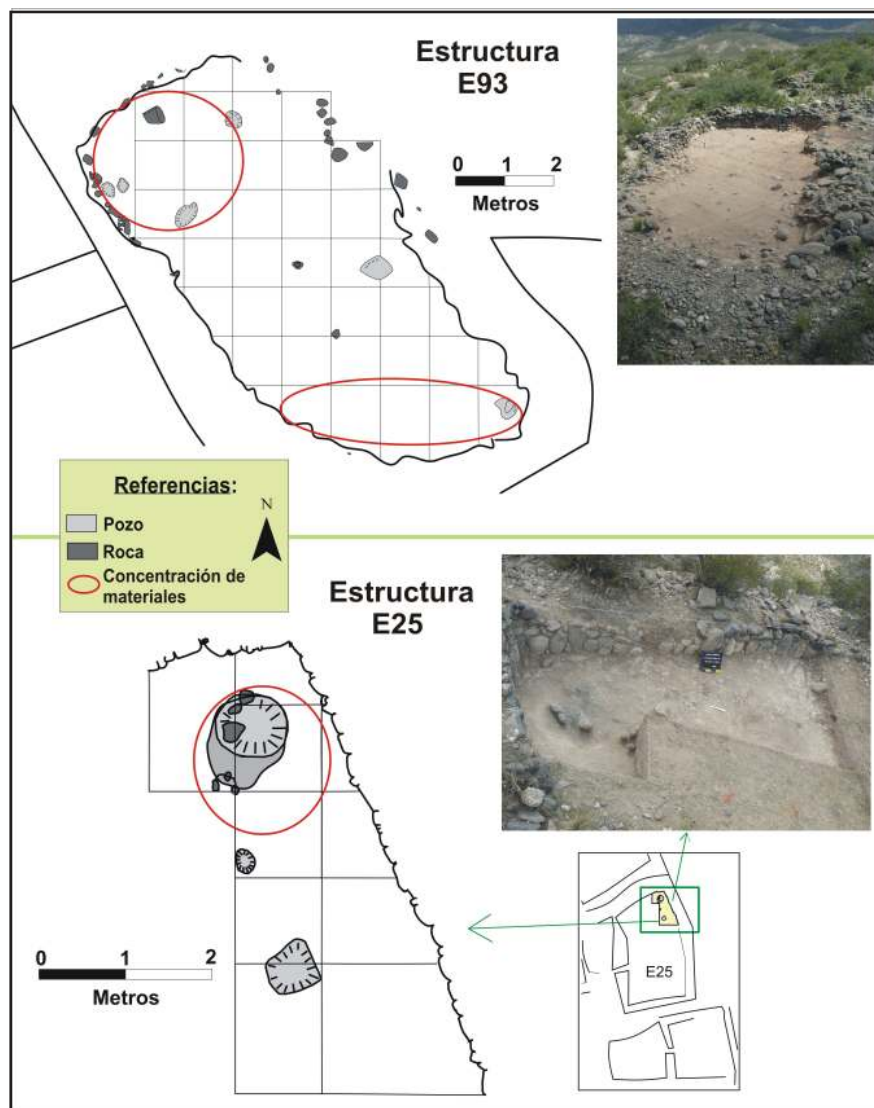 Estructura
E93
0 1 2
Metros
Referencias:
N
Pozo
Roca
Concentración de
materiales
Estructura
E25
0 1 2
Metros
E25